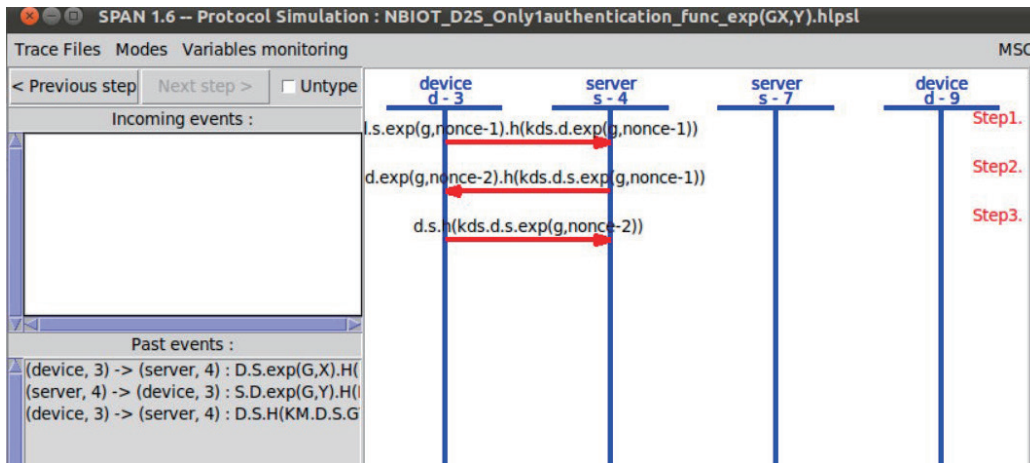 SPAN 1.6 -- Protocol Simulation : NBIOT_D2S_Only1authentication_func_exp(GX,Y).hlpsl
Trace Files Modes Variables monitoring MSC
< Previous step Next step > Untype
Incoming events :
device server server device
d - 3 s - 4 s - 7 d - 9
Step1.
.s.exp(g,nonce-1).h(kds.d.exp(g,nonce-1))
Step2.
d.exp(g,nonce-2).h(kds.d.s.exp(g,nonce-1))
Step3.
d.s.h(kds.d.s.exp(g,nonce-2))
Past events :
(device, 3) -> (server, 4) : D.S.exp(G,X).H(
(server, 4) -> (device, 3) : S.D.exp(G,Y).H(
(device, 3) -> (server, 4) : D.S.H(KM.D.S.G